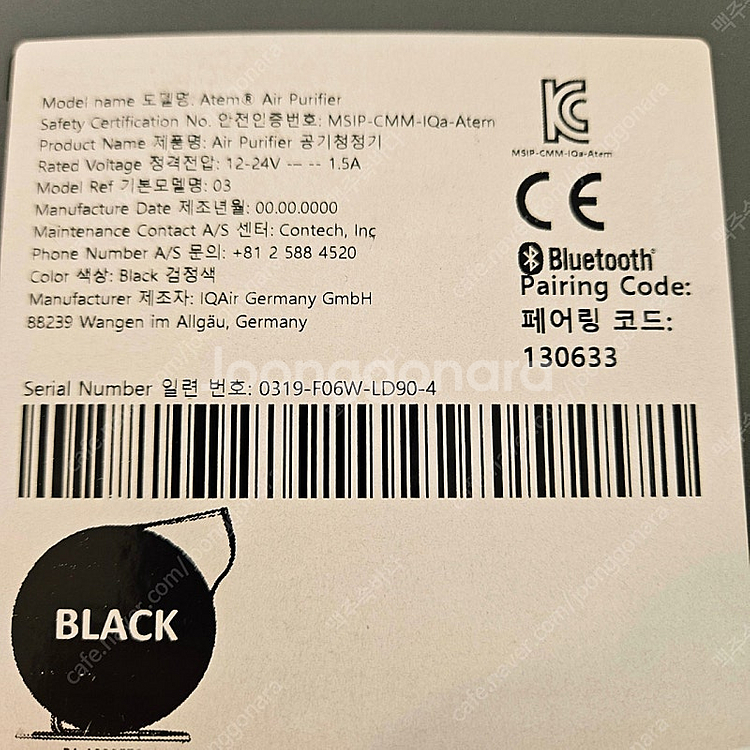 Model name 모델명. Atem® Air Purifier
Safety Certification No. 안전인증번호: MSIP-CMM-IQa-Atem
Product Name 제품명: Air Purifier 공기청정기
Rated Voltage 정격전압: 12-24V --- -- 1.5A
Model Ref 기본모델명: 03
Manufacture Date 제조년월: 00.00.0000
Maintenance Contact A/S 센터: Contech, Inc
Phone Number A/S 문의: +81 2 588 4520
Color 색상: Black 검정색
Manufacturer 제조자: IQAir Germany GmbH
88239 Wangen im Allgäu, Germany
MSIP-CMM-IQa-Atem
CE
Bluetooth®
Pairing Code:
페어링 코드:
130633
Serial Number 일련 번호: 0319-F06W-LD90-4
BLACK
joonggonara
cafe.naver.com/joonggonara